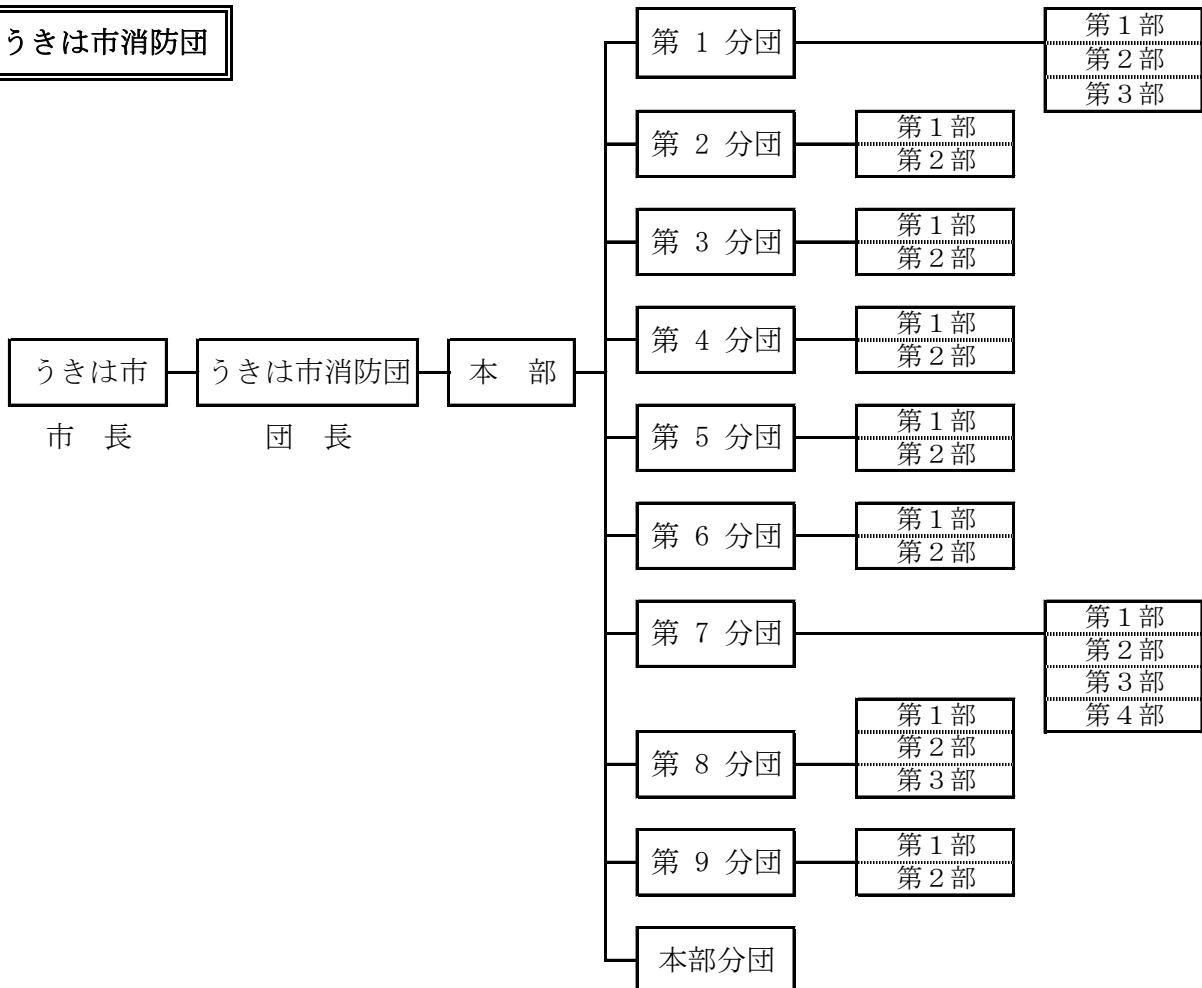 うきは市消防団
第 1 分団
第1部
第2部
第3部
第 2 分団
第1部
第2部
第 3 分団
第1部
第2部
第 4 分団
第1部
第2部
うきは市
うきは市消防団
本 部
市 長
団 長
第 5 分団
第1部
第2部
第 6 分団
第1部
第2部
第 7 分団
第1部
第2部
第3部
第4部
第 8 分団
第1部
第2部
第3部
第 9 分団
第1部
第2部
本部分団